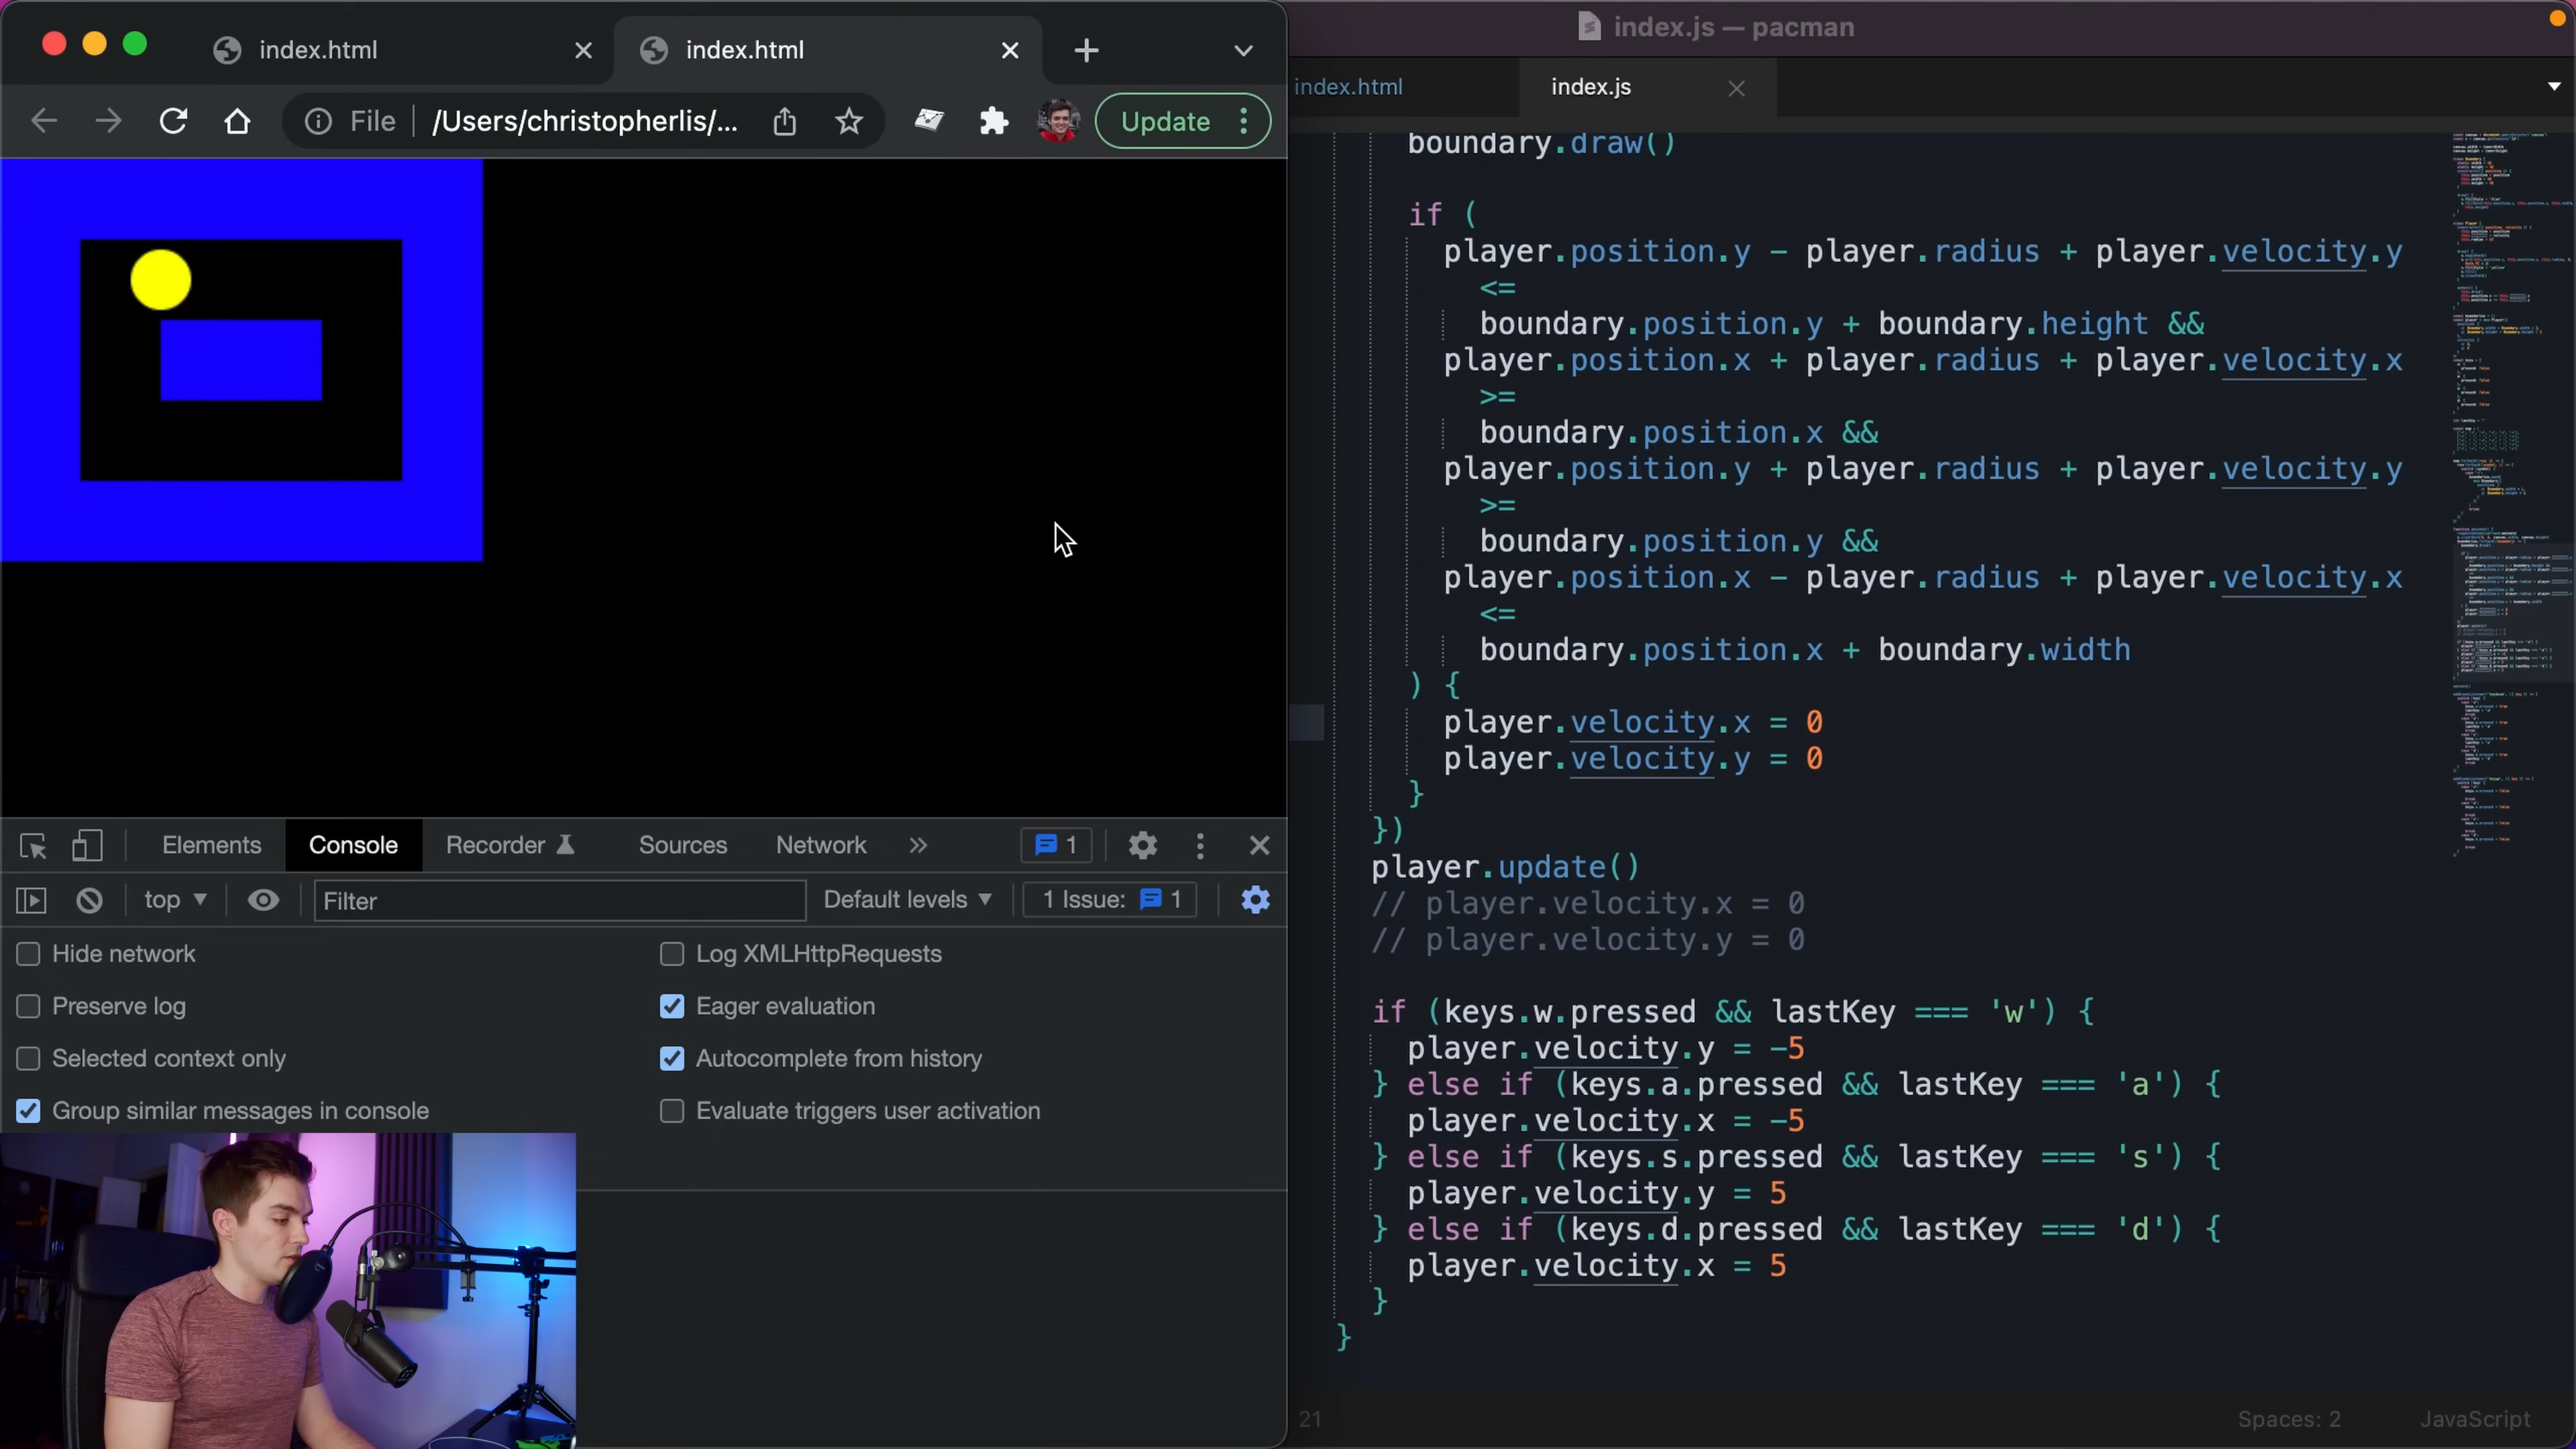 index.html
index.html
File
/Users/christopherlis/...
Update
Elements
Console
Recorder
Sources
Network
1
top
Filter
Default levels
1 Issue:
1
Hide network
Log XMLHttpRequests
Preserve log
Eager evaluation
Selected context only
Autocomplete from history
Group similar messages in console
Evaluate triggers user activation
index.js — pacman
index.html
index.js
boundary.draw()
if (
player.position.y - player.radius + player.velocity.y
<=
boundary.position.y + boundary.height &&
player.position.x + player.radius + player.velocity.x
>=
boundary.position.x &&
player.position.y + player.radius + player.velocity.y
>=
boundary.position.y &&
player.position.x - player.radius + player.velocity.x
<=
boundary.position.x + boundary.width
) {
player.velocity.x = 0
player.velocity.y = 0
}
})
player.update()
// player.velocity.x = 0
// player.velocity.y = 0
if (keys.w.pressed && lastKey === 'w') {
player.velocity.y = -5
} else if (keys.a.pressed && lastKey === 'a') {
player.velocity.x = -5
} else if (keys.s.pressed && lastKey === 's') {
player.velocity.y = 5
} else if (keys.d.pressed && lastKey === 'd') {
player.velocity.x = 5
}
}
21
Spaces: 2
JavaScript